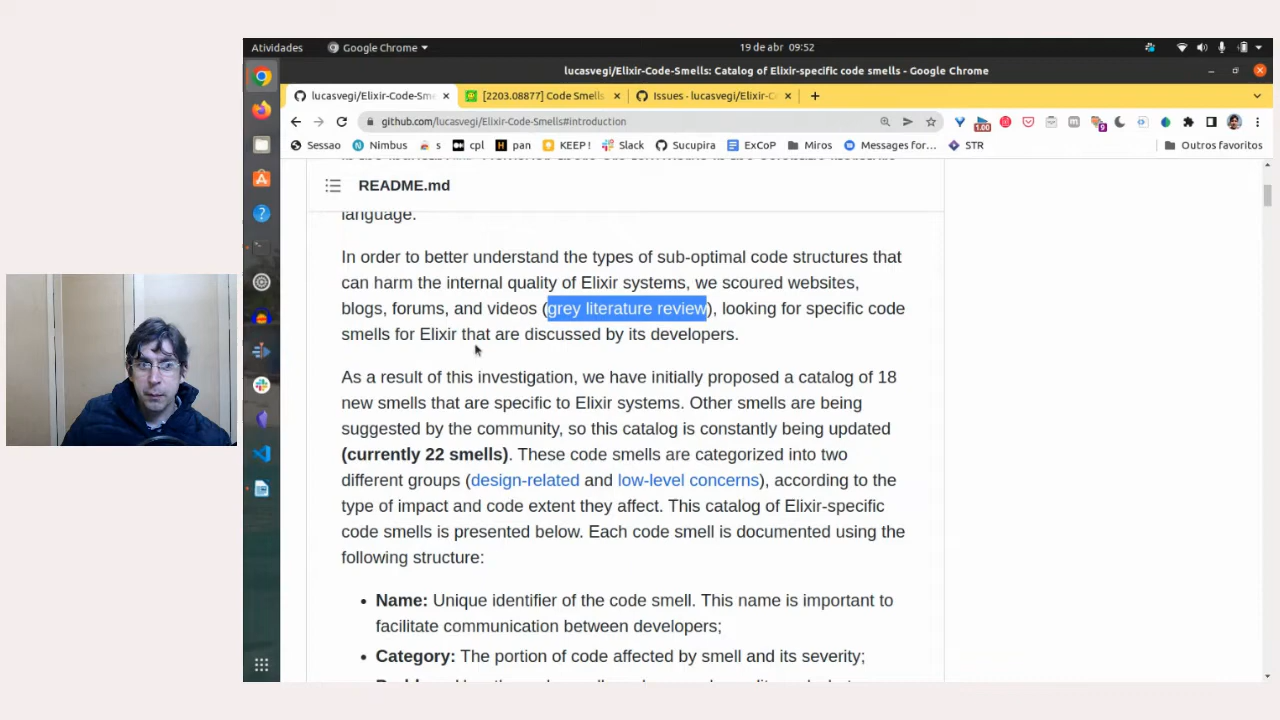 Atividades Google Chrome 19 de abr 09:52
lucasvegi/Elixir-Code-Smells: Catalog of Elixir-specific code smells - Google Chrome
lucasvegi/Elixir-Code-Sme [2203.08877] Code Smells Issues - lucasvegi/Elixir-C
github.com/lucasvegi/Elixir-Code-Smells#introduction 1.00 9
Sessao Nimbus s cpl pan KEEP ! Slack Sucupira ExCoP Miros Messages for... STR Outros favoritos
README.md
language.
In order to better understand the types of sub-optimal code structures that
can harm the internal quality of Elixir systems, we scoured websites,
blogs, forums, and videos (grey literature review), looking for specific code
smells for Elixir that are discussed by its developers.
As a result of this investigation, we have initially proposed a catalog of 18
new smells that are specific to Elixir systems. Other smells are being
suggested by the community, so this catalog is constantly being updated
(currently 22 smells). These code smells are categorized into two
different groups (design-related and low-level concerns), according to the
type of impact and code extent they affect. This catalog of Elixir-specific
code smells is presented below. Each code smell is documented using the
following structure:
• Name: Unique identifier of the code smell. This name is important to
facilitate communication between developers;
• Category: The portion of code affected by smell and its severity;